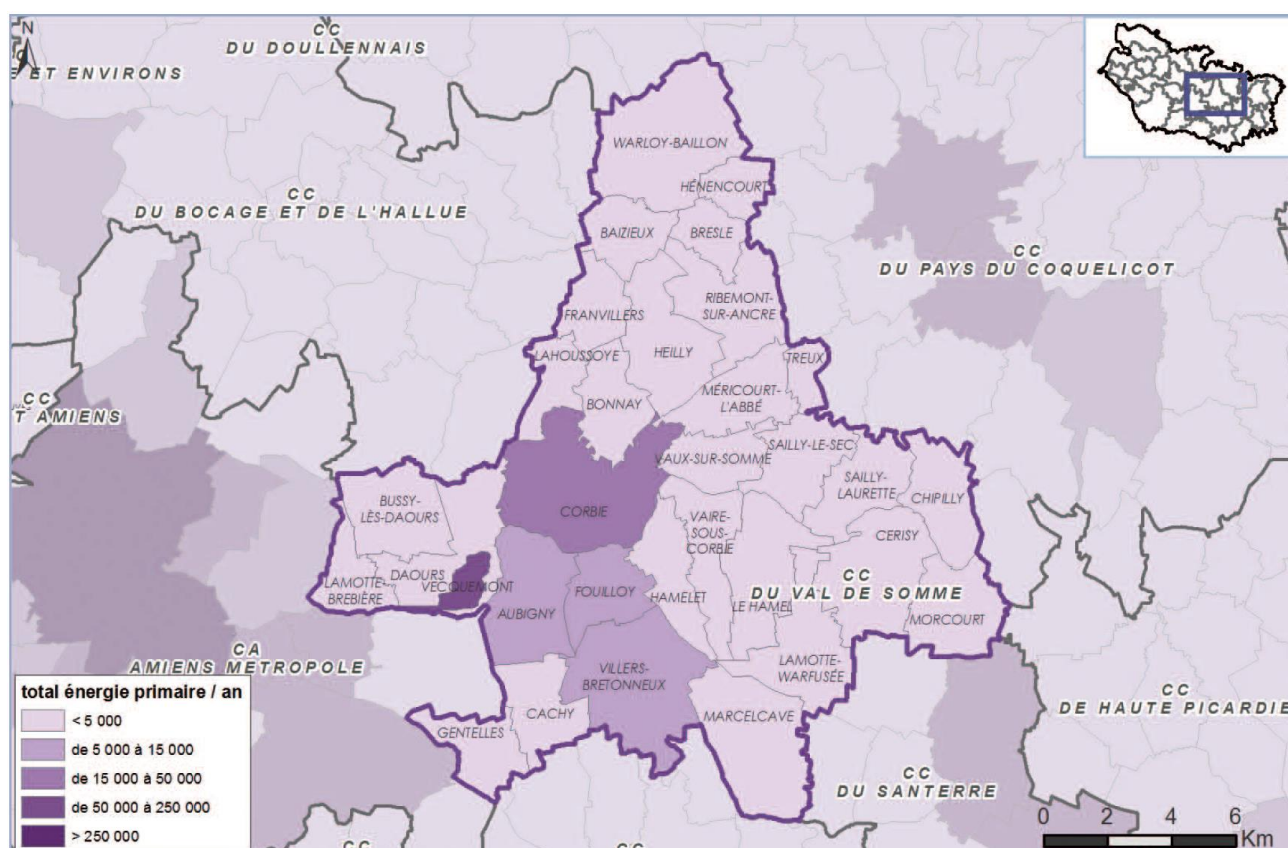 N
CC
DU DOULLENNAIS
E ET ENVIRONS
CC
DU BOCAGE ET DE L'HALLUE
WARLOY-BAILLON
HÉNENCOURT
BAIZIEUX
BRESLE
CC
DU PAYS DU COQUELICOT
FRANVILLERS
RIBEMONT-
SUR-ANCRE
LAHOUSSOYE
HEILLY
TREUX
CC
T AMIENS
BONNAY
MÉRICOURT-
L'ABBÉ
VAUX-SUR-SOMME
SAILLY-LE-SEC
SAILLY-
LAURETTE
CHIPILLY
BUSSY-
LÈS-DAOURS
CORBIE
VAIRE-
SOUS-
CORBIE
CERISY
LAMOTTE-
BREBIÈRE
DAOURS
VECQUEMONT
AUBIGNY
FOUILLOY
HAMELET
LE HAMEL
CC
DU VAL DE SOMME
MORCOURT
CA
AMIENS METROPOLE
VILLERS-
BRETONNEUX
LAMOTTE-
WARFUSÉE
CACHY
GENTELLES
MARCELCAVE
CC
DE HAUTE PICARDIE
CC
DU SANTERRE
total énergie primaire / an
< 5 000
de 5 000 à 15 000
de 15 000 à 50 000
de 50 000 à 250 000
> 250 000
CC
CC
0 2 4 6
Km